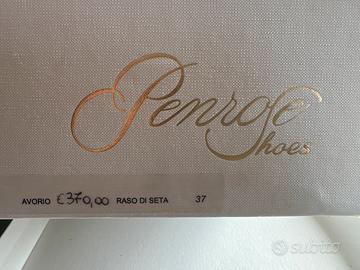 Penrose
Shoes
AVORIO €370,00 RASO DI SETA 37
subito